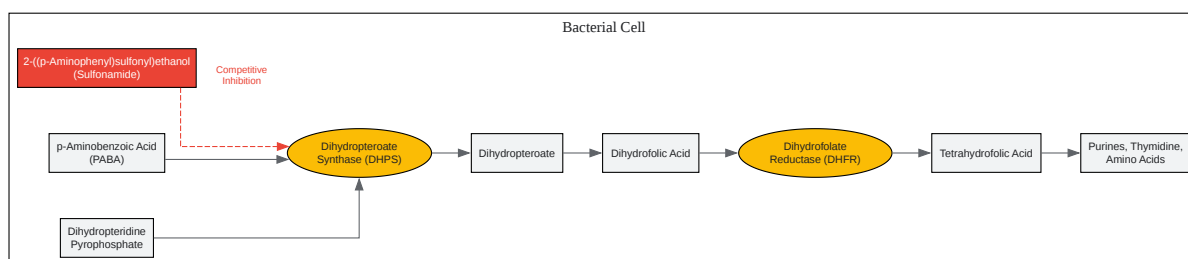 Bacterial Cell
2-((p-Aminophenyl)sulfonyl)ethanol
(Sulfonamide)
Competitive
Inhibition
p-Aminobenzoic Acid
(PABA)
Dihydropteroate
Synthase (DHPS)
Dihydropteroate
Dihydrofolic Acid
Dihydrofolate
Reductase (DHFR)
Tetrahydrofolic Acid
Purines, Thymidine,
Amino Acids
Dihydropteridine
Pyrophosphate